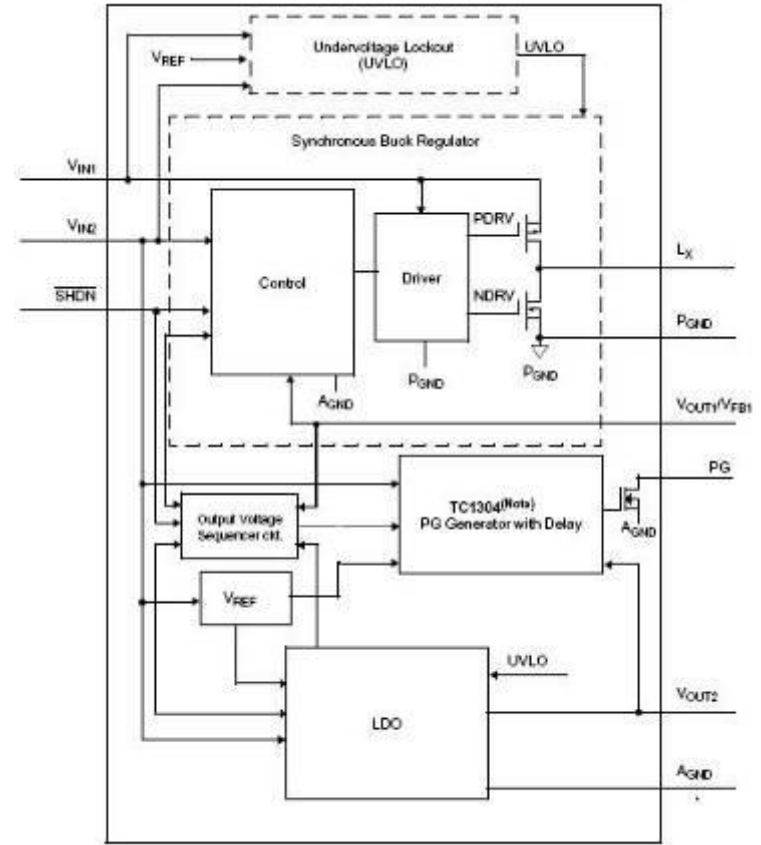 Undervoltage Lockout
(UVLO)
UVLO
VREF
Synchronous Buck Regulator
VIN1
VIN2
SHDN
Control
Driver
PDRV
NDRV
LX
PGND
PGND
PGND
AGND
VOUT1/VFB1
PG
TC1304(Note)
PG Generator with Delay
AGND
Output Voltage
Sequencer ckt.
VREF
UVLO
LDO
VOUT2
AGND